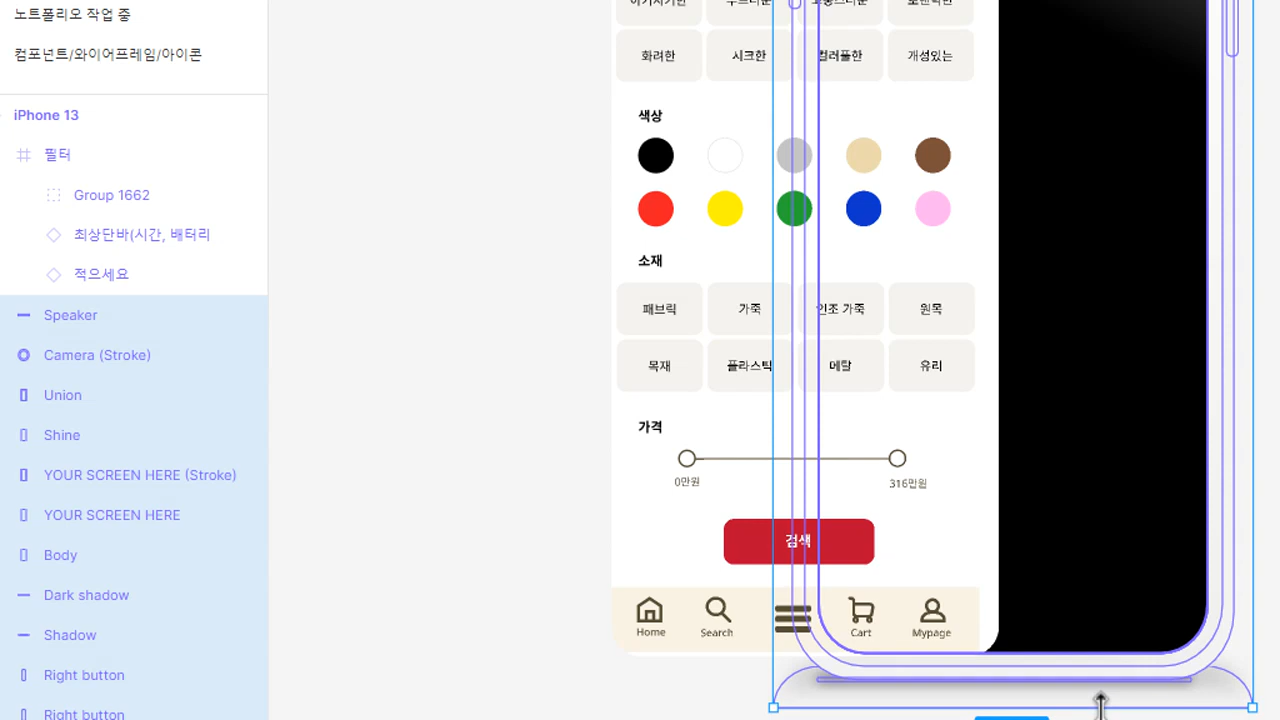 노트폴리오 작업 중
컴포넌트/와이어프레임/아이콘
iPhone 13
필터
Group 1662
최상단바(시간, 배터리
적으세요
Speaker
Camera (Stroke)
Union
Shine
YOUR SCREEN HERE (Stroke)
YOUR SCREEN HERE
Body
Dark shadow
Shadow
Right button
Right button
화려한 시크한 컬러풀한 개성있는
색상
소재
패브릭 가죽 인조 가죽 원목
목재 플라스틱 메탈 유리
가격
0만원 316만원
검색
Home Search Cart Mypage